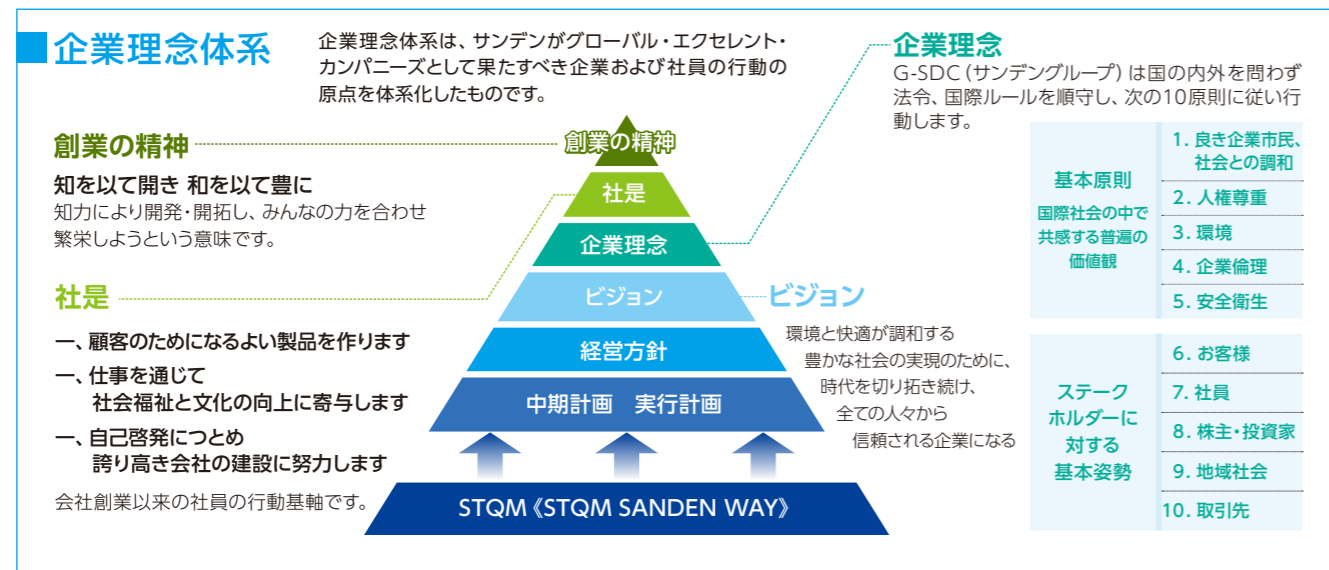 企業理念体系
企業理念体系は、サンデンがグローバル・エクセレント・
カンパニーズとして果たすべき企業および社員の行動の
原点を体系化したものです。
創業の精神
知を以て開き 和を以て豊に
知力により開発・開拓し、みんなの力を合わせ
繁栄しようという意味です。
社是
一、顧客のためになるよい製品を作ります
一、仕事を通じて
社会福祉と文化の向上に寄与します
一、自己啓発につとめ
誇り高き会社の建設に努力します
会社創業以来の社員の行動基軸です。
創業の精神
社是
企業理念
ビジョン
経営方針
中期計画 実行計画
STQM《STQM SANDEN WAY》
ビジョン
環境と快適が調和する
豊かな社会の実現のために、
時代を切り拓き続け、
全ての人々から
信頼される企業になる
企業理念
G-SDC(サンデングループ)は国の内外を問わず
法令、国際ルールを順守し、次の10原則に従い行
動します。
基本原則
国際社会の中で
共感する普遍の
価値観
1. 良き企業市民、
社会との調和
2. 人権尊重
3. 環境
4. 企業倫理
5. 安全衛生
ステーク
ホルダーに
対する
基本姿勢
6. お客様
7. 社員
8. 株主・投資家
9. 地域社会
10. 取引先